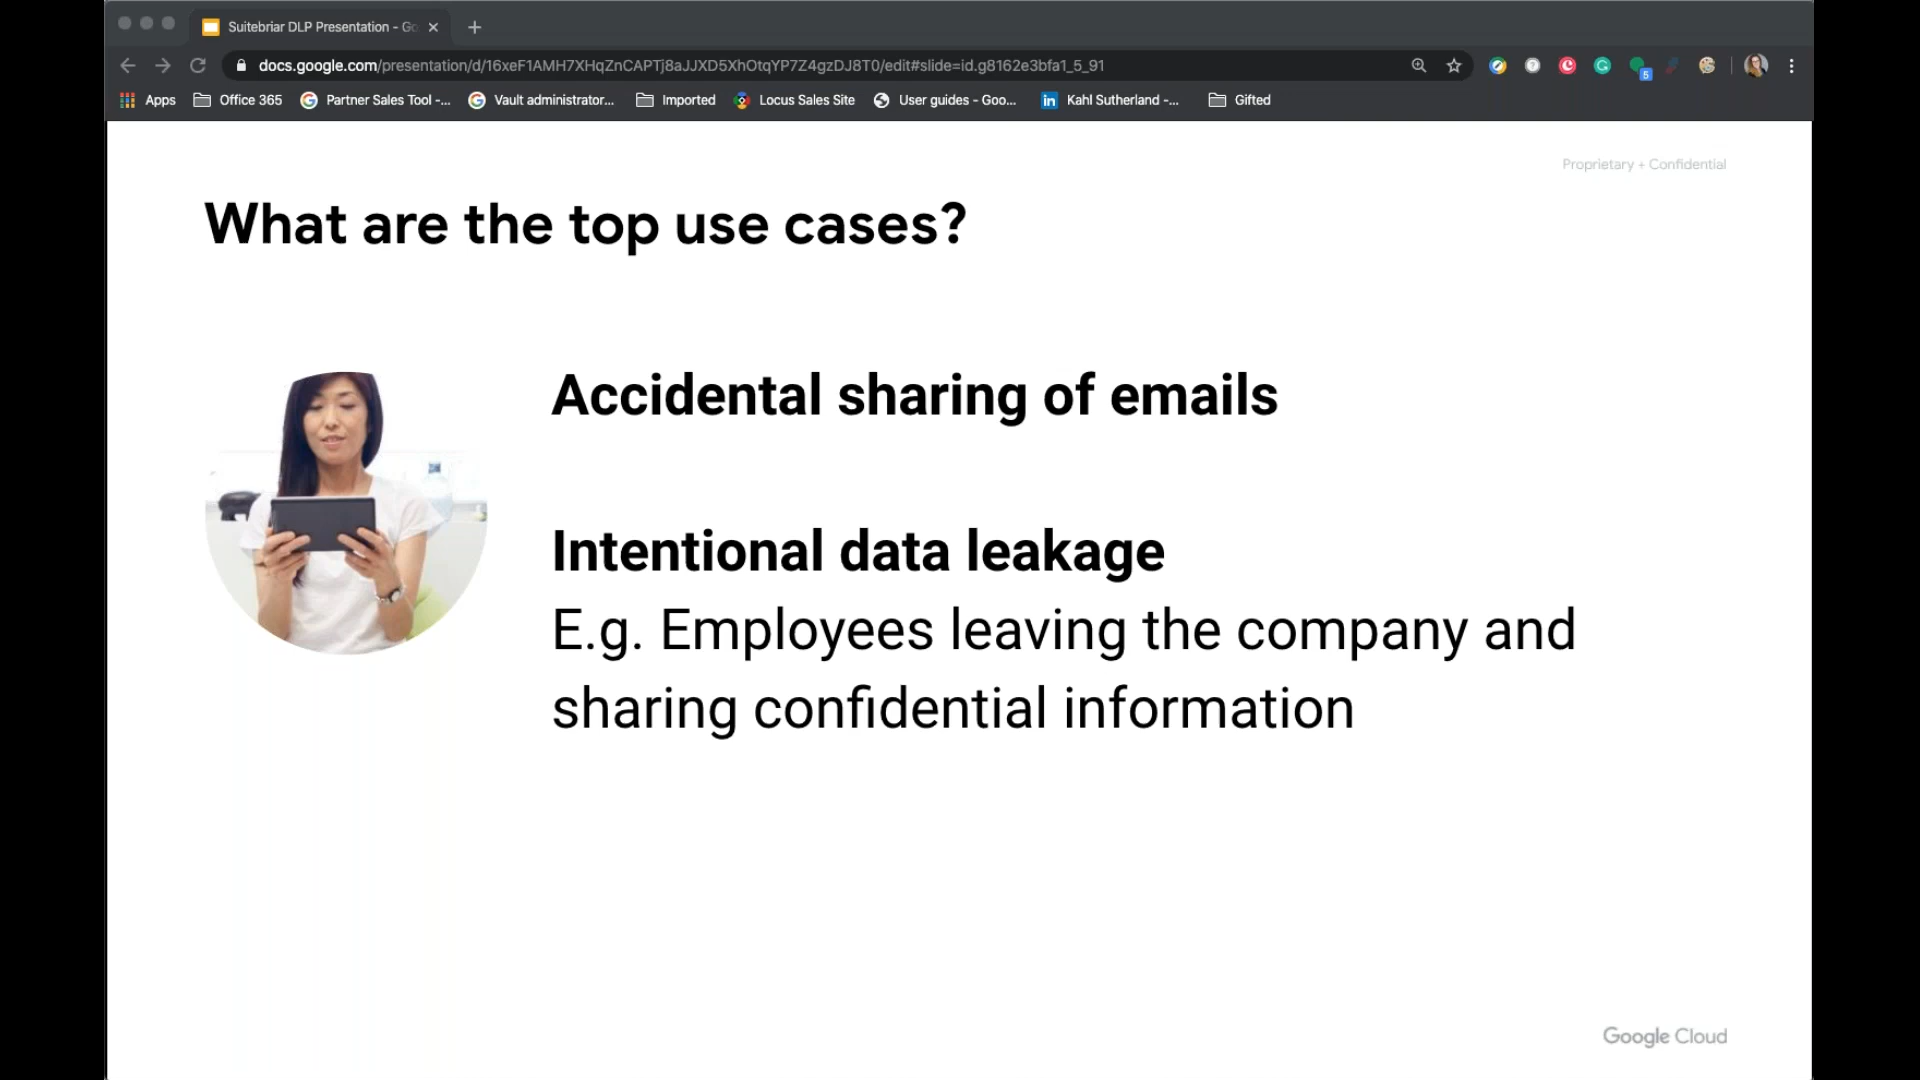 Suitebriar DLP Presentation - Go
docs.google.com/presentation/d/16xeF1AMH7XHqZnCAPTj8aJJXD5XhOtqYP7Z4gzDJ8T0/edit#slide=id.g8162e3bfa1_5_91
5
Apps Office 365 Partner Sales Tool -... Vault administrator... Imported Locus Sales Site User guides - Goo... in Kahl Sutherland -... Gifted
Proprietary + Confidential
What are the top use cases?
Accidental sharing of emails
Intentional data leakage
E.g. Employees leaving the company and
sharing confidential information
Google Cloud